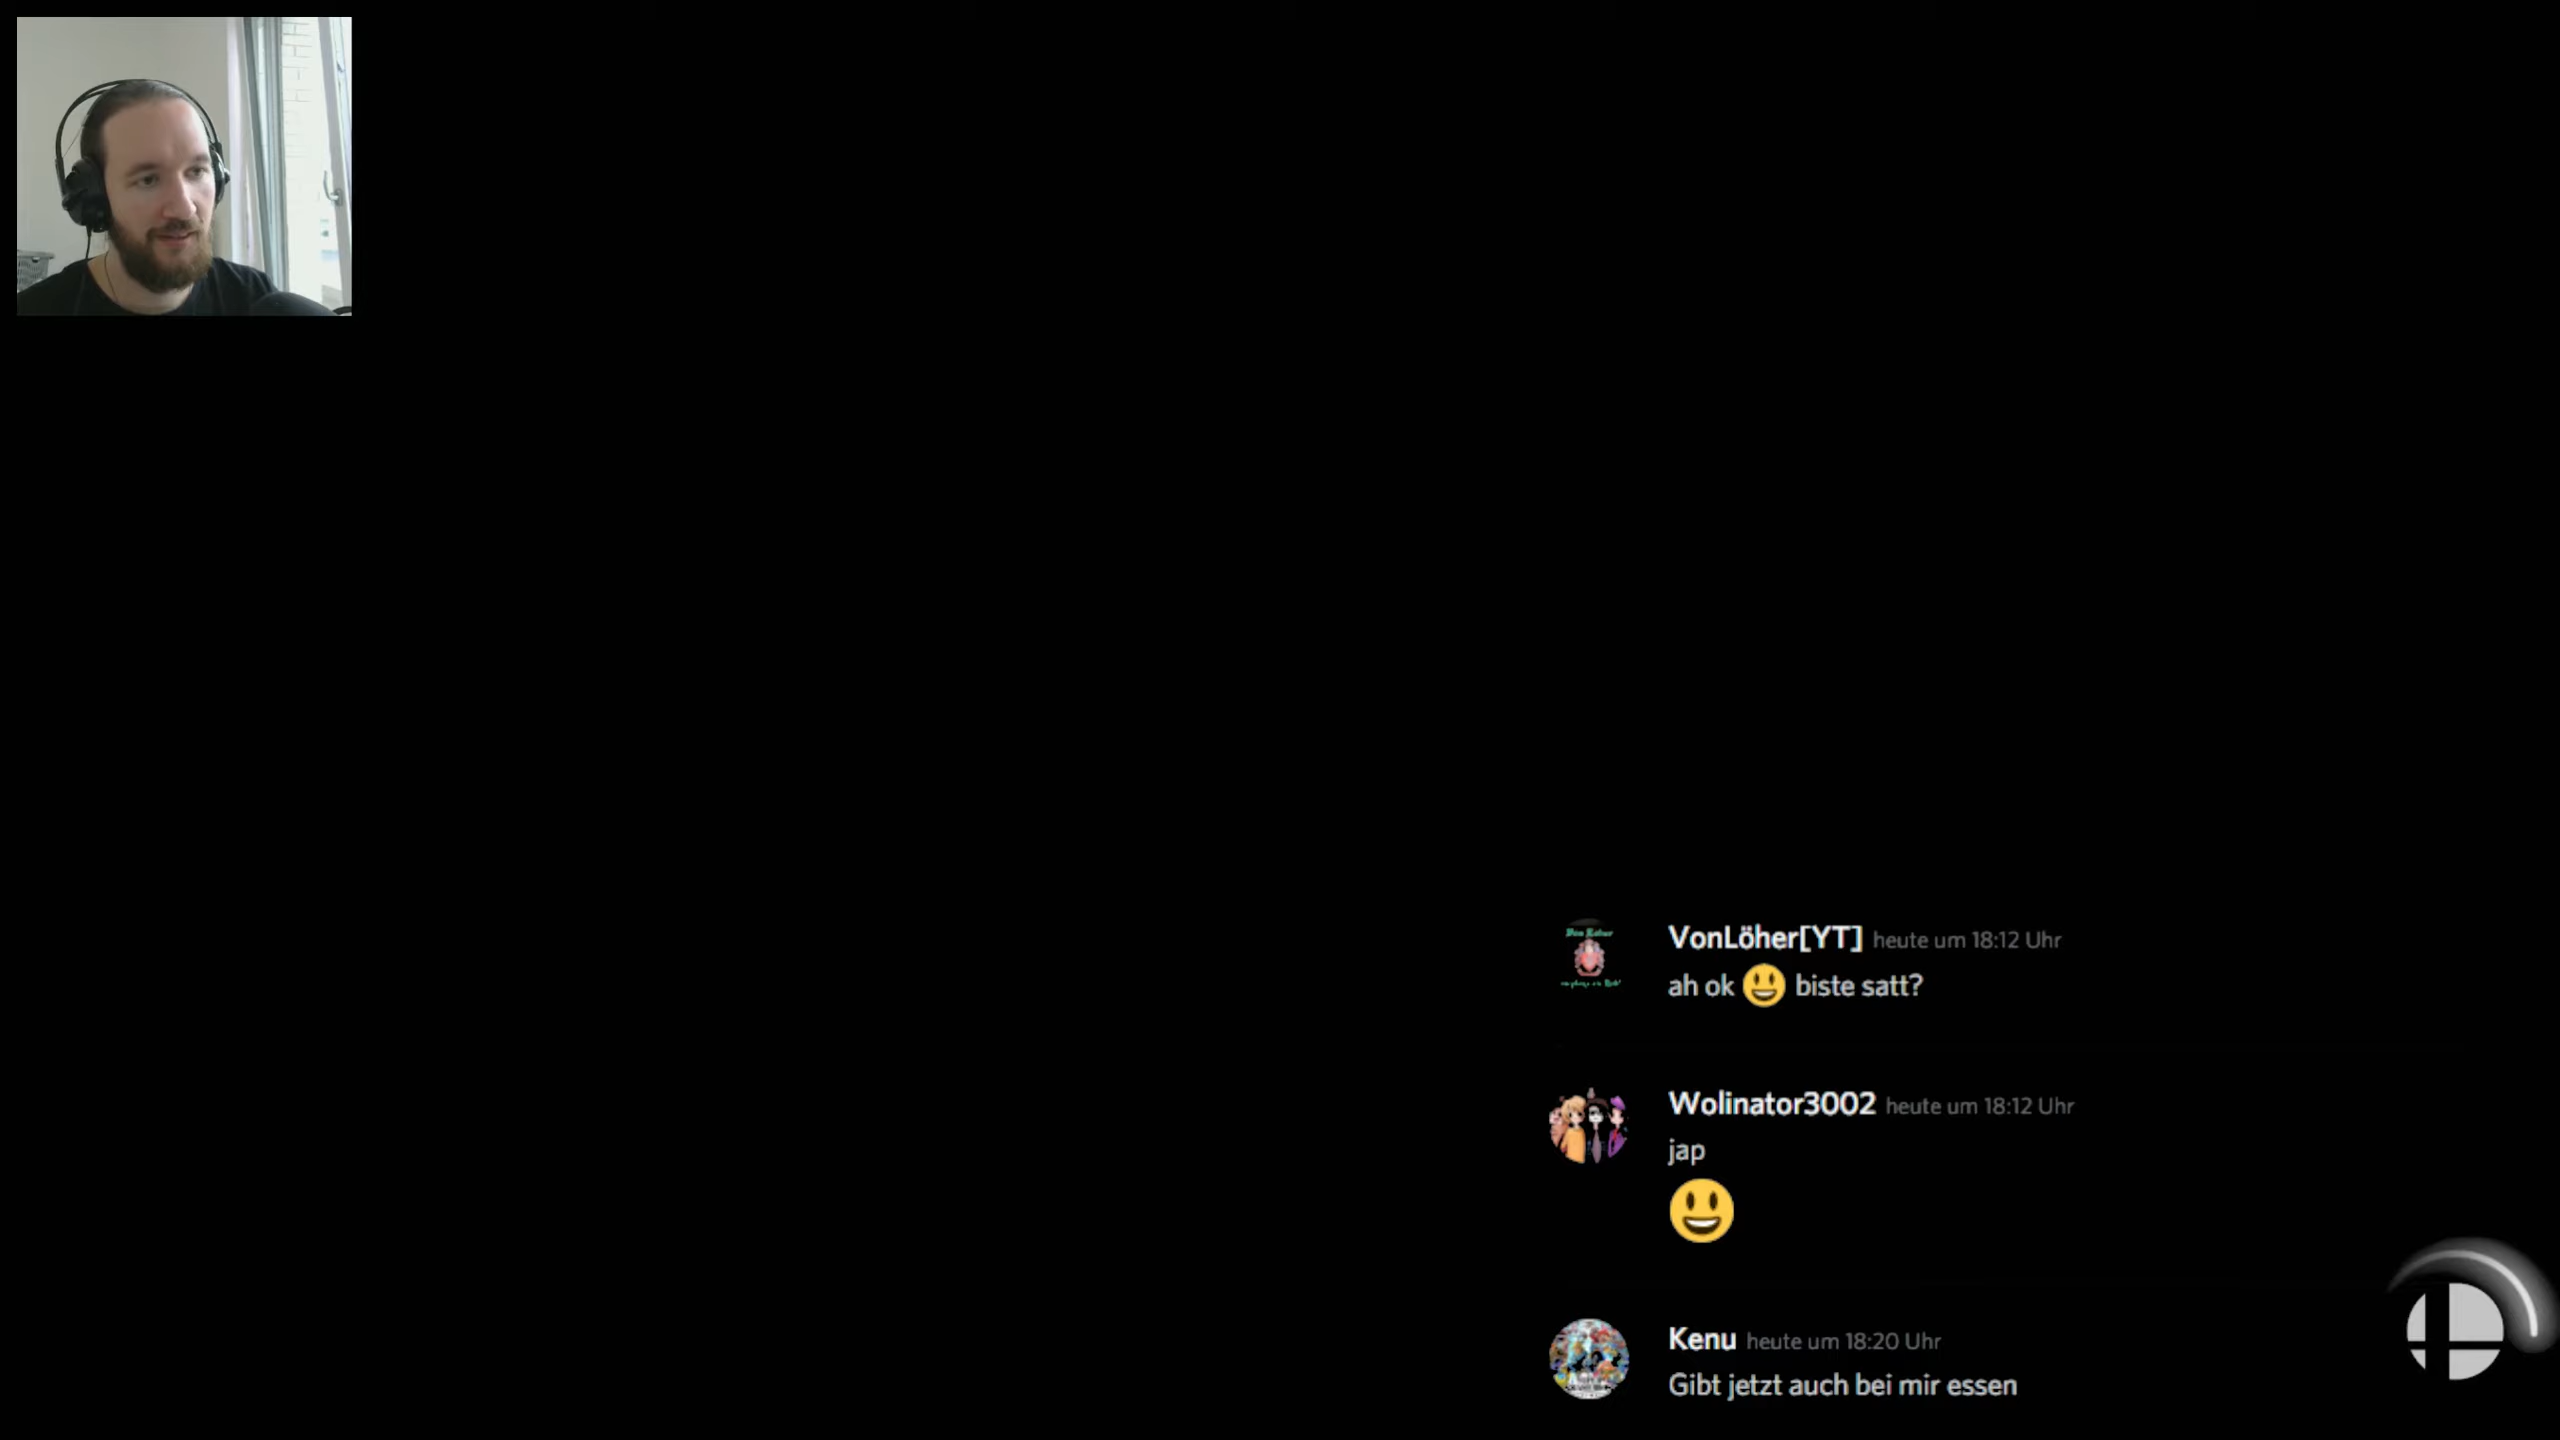 VonLöher[YT] heute um 18:12 Uhr
ah ok 😃 biste satt?
Wolinator3002 heute um 18:12 Uhr
jap
😃
Kenu heute um 18:20 Uhr
Gibt jetzt auch bei mir essen